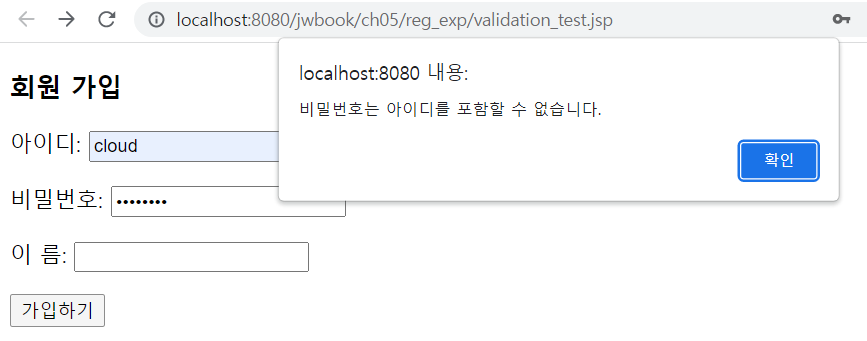 localhost:8080/jwbook/ch05/reg_exp/validation_test.jsp
localhost:8080 내용:
비밀번호는 아이디를 포함할 수 없습니다.
확인
회원 가입
아이디: cloud
비밀번호: ••••••••
이 름:
가입하기